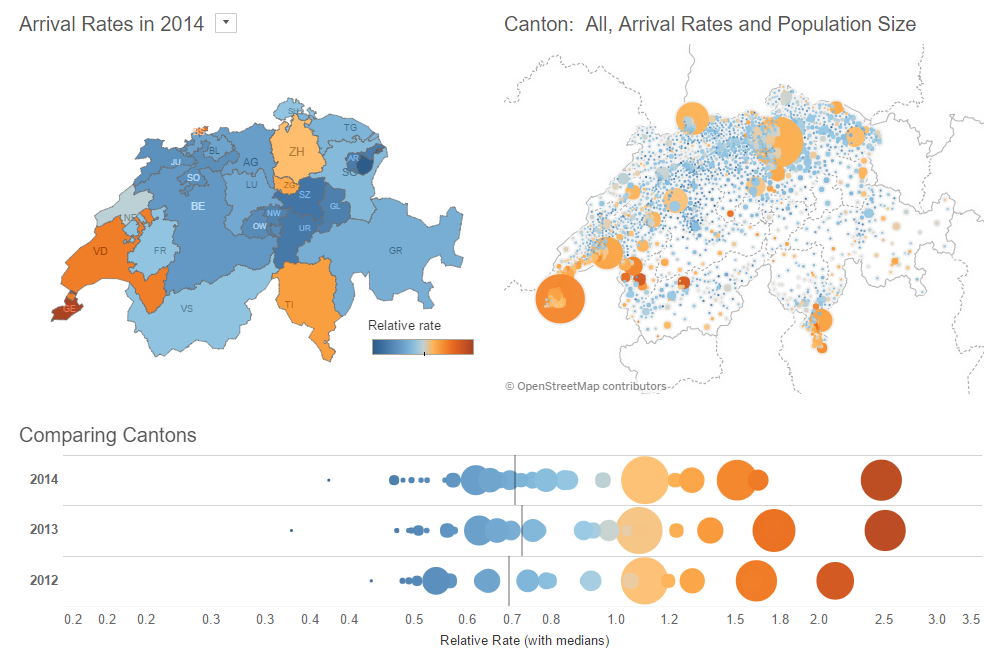 Arrival Rates in 2014
Canton: All, Arrival Rates and Population Size
SH
BS
TG
BL
JU
AG
ZH
AR
SG
SO
LU
ZG
BE
SZ
NE
NW
GL
OW
UR
VD
FR
GR
GE
VS
TI
Relative rate
© OpenStreetMap contributors
Comparing Cantons
2014
2013
2012
0.2 0.2 0.2 0.3 0.3 0.4 0.4 0.5 0.6 0.7 0.8 1.0 1.2 1.5 1.8 2.0 2.5 3.0 3.5
Relative Rate (with medians)